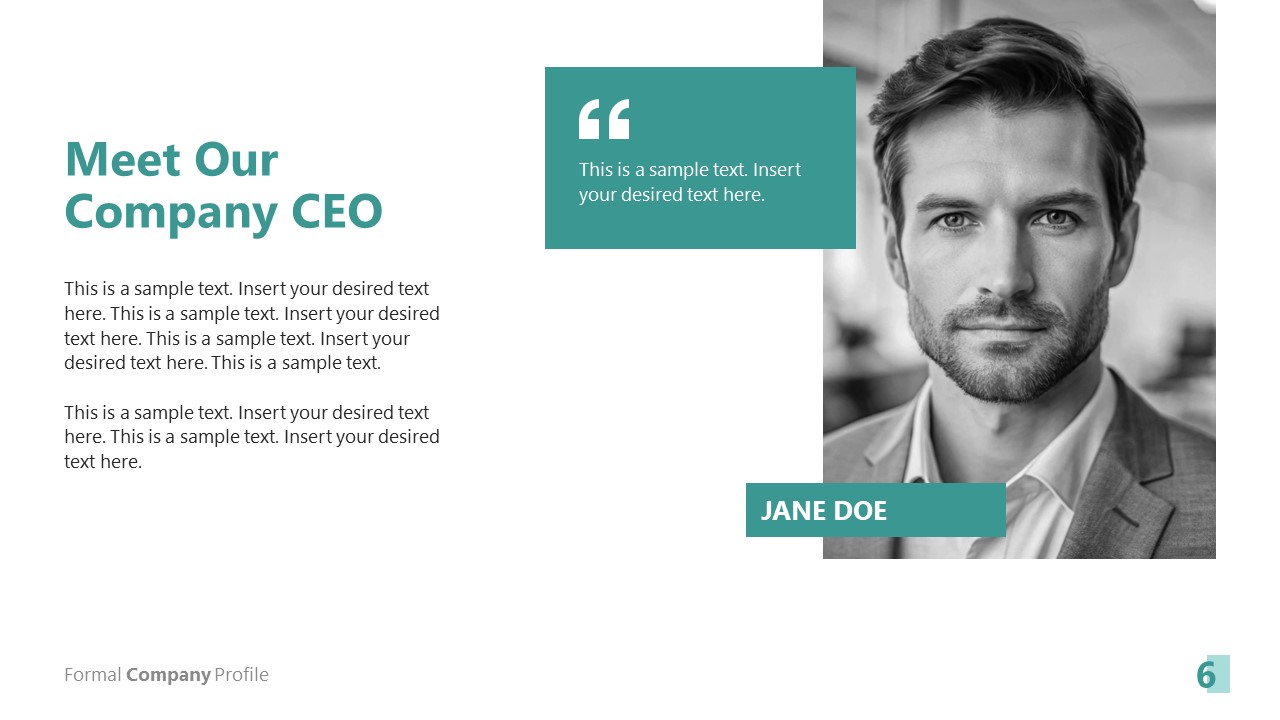 Meet Our
Company CEO
This is a sample text. Insert your desired text
here. This is a sample text. Insert your desired
text here. This is a sample text. Insert your
desired text here. This is a sample text.
This is a sample text. Insert your desired text
here. This is a sample text. Insert your desired
text here.
“
This is a sample text. Insert
your desired text here.
JANE DOE
Formal Company Profile
6